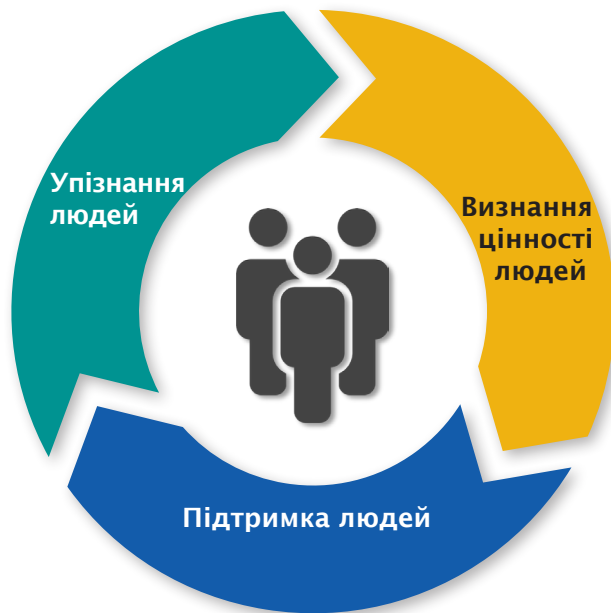 Упізнання
людей
Визнання
цінності
людей
Підтримка людей